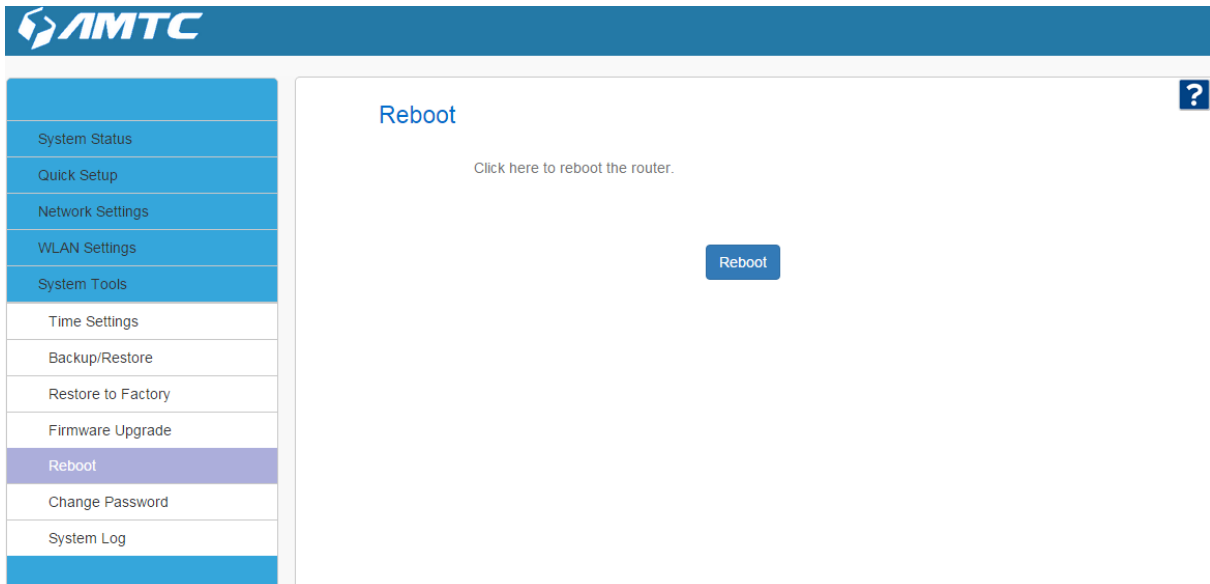 AMTC
?
Reboot
System Status
Click here to reboot the router.
Quick Setup
Network Settings
WLAN Settings
Reboot
System Tools
Time Settings
Backup/Restore
Restore to Factory
Firmware Upgrade
Reboot
Change Password
System Log